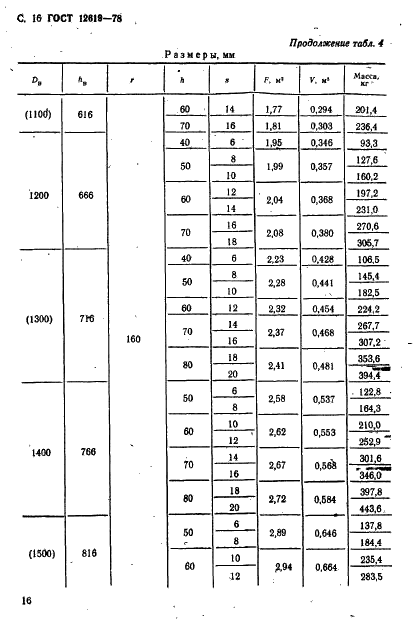 С. 16 ГОСТ 12619—78
Продолжение табл. 4
Размеры, мм
Dв hв r h s F, м² V, м³ Масса, кг
(1100) 616 160 60 14 1,77 0,294 201,4
70 16 1,81 0,303 236,4
1200 666 40 6 1,95 0,346 93,3
50 8 1,99 0,357 127,6
10 160,2
60 12 2,04 0,368 197,2
14 231,0
70 16 2,08 0,380 270,6
18 305,7
(1300) 716 40 6 2,23 0,428 106,5
50 8 2,28 0,441 145,4
10 182,5
60 12 2,32 0,454 224,2
70 14 2,37 0,468 267,7
16 307,2
80 18 2,41 0,481 353,6
20 394,4
1400 766 50 6 2,58 0,537 122,8
8 164,3
60 10 2,62 0,553 210,0
12 252,9
70 14 2,67 0,568 301,6
16 346,0
80 18 2,72 0,584 397,8
20 443,6
(1500) 816 50 6 2,89 0,646 137,8
8 184,4
60 10 2,94 0,664 235,4
12 283,5
16